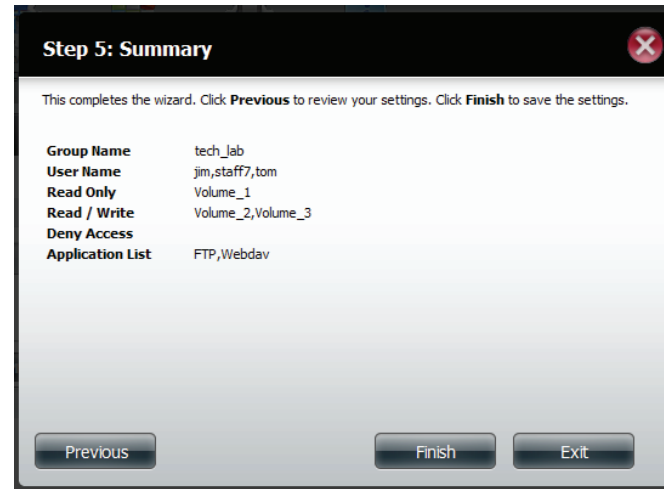 Step 5: Summary
This completes the wizard. Click Previous to review your settings. Click Finish to save the settings.
Group Name tech_lab
User Name jim,staff7,tom
Read Only Volume_1
Read / Write Volume_2,Volume_3
Deny Access
Application List FTP,Webdav
Previous Finish Exit